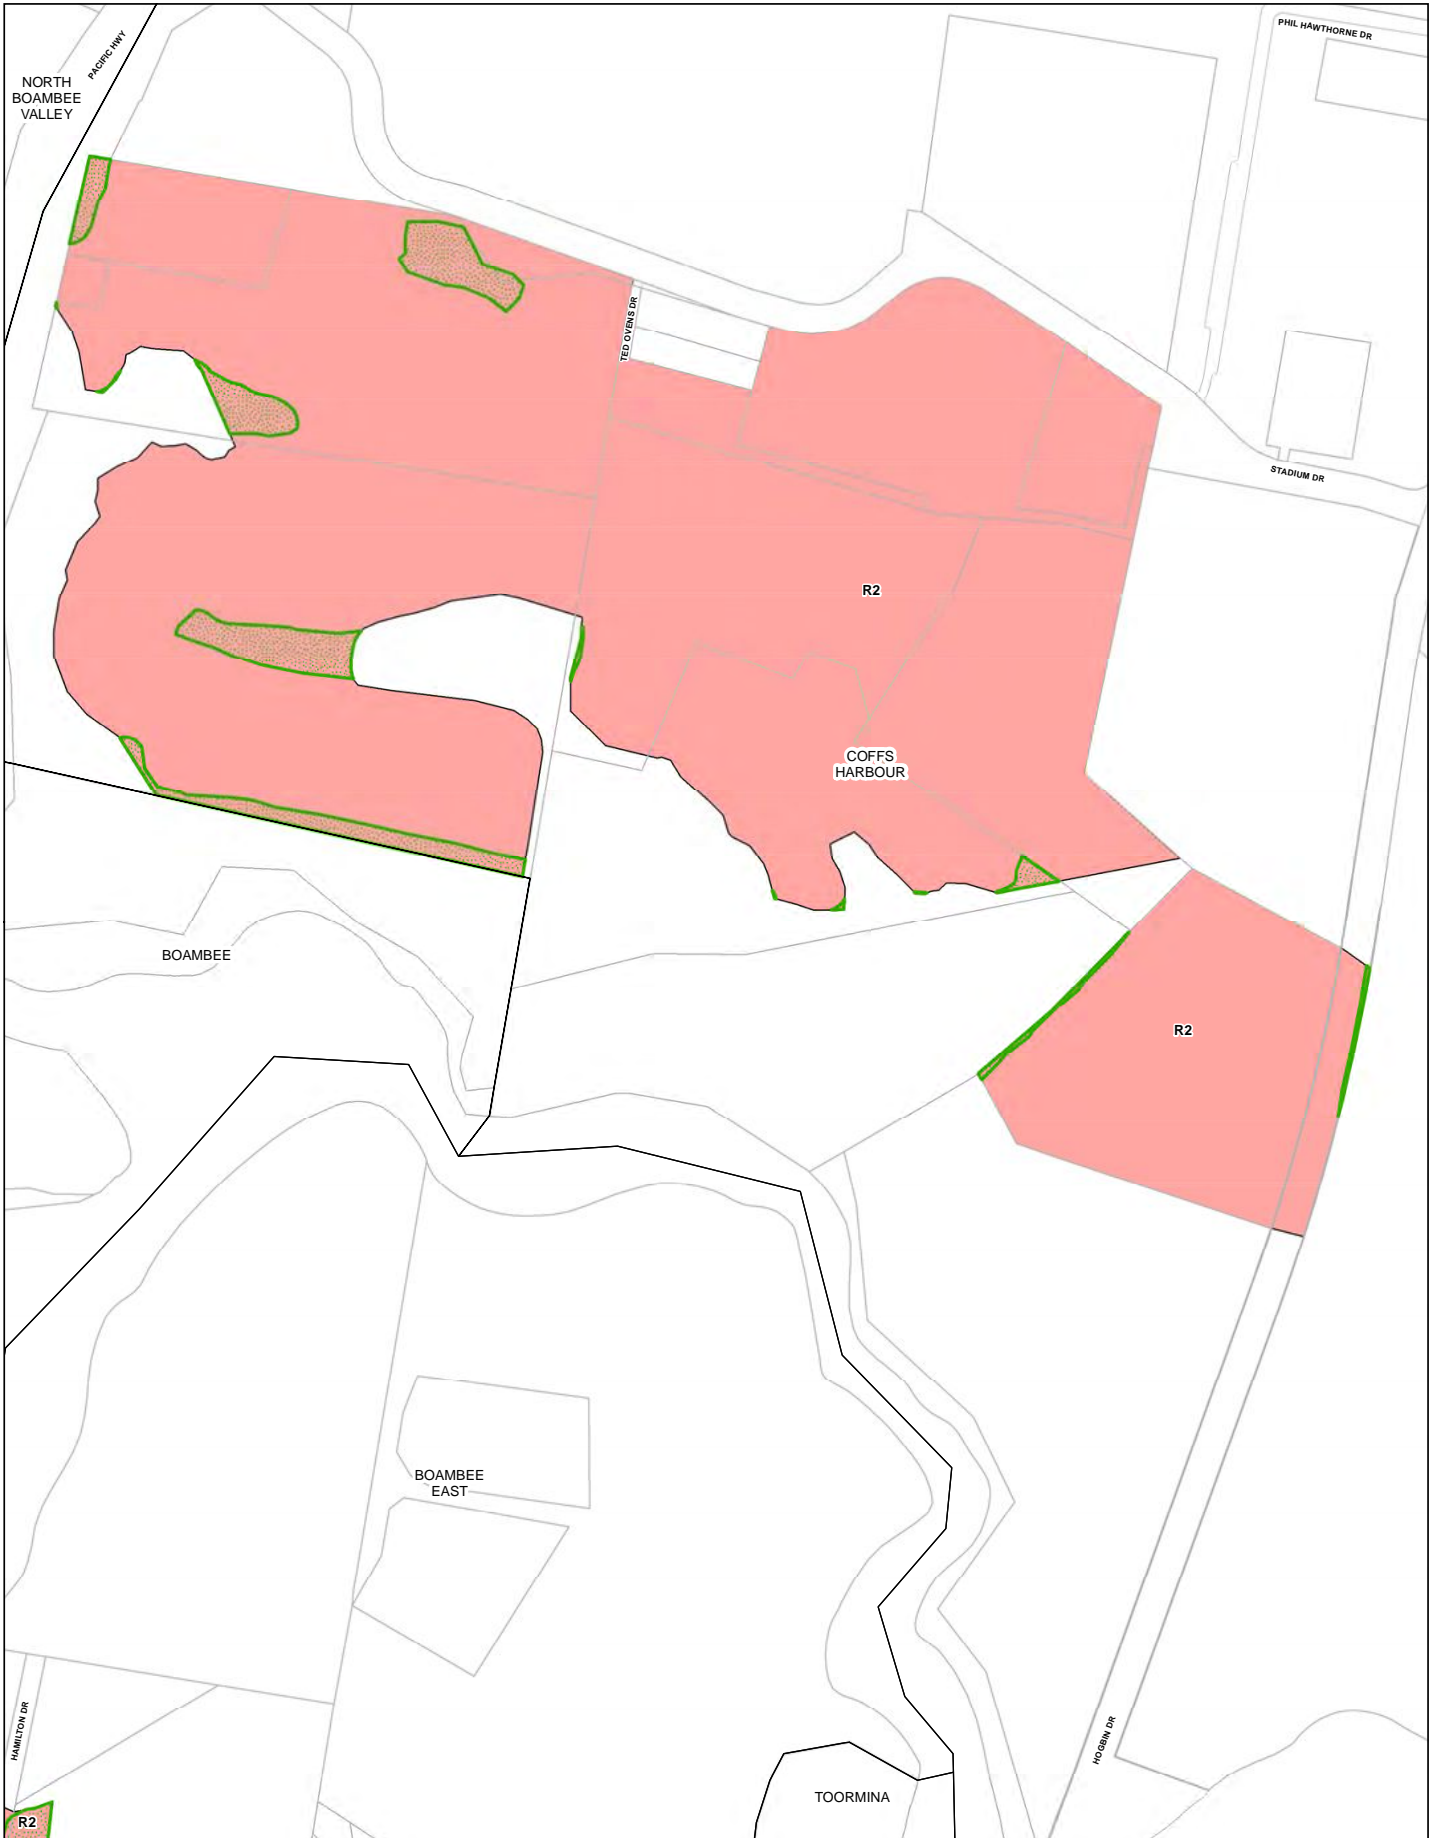 PHIL HAWTHORNE DR
PACIFIC HWY
NORTH
BOAMBEE
VALLEY
TED OVENS DR
STADIUM DR
R2
COFFS
HARBOUR
BOAMBEE
R2
BOAMBEE
EAST
HAMILTON DR
HOGBIN DR
TOORMINA
R2